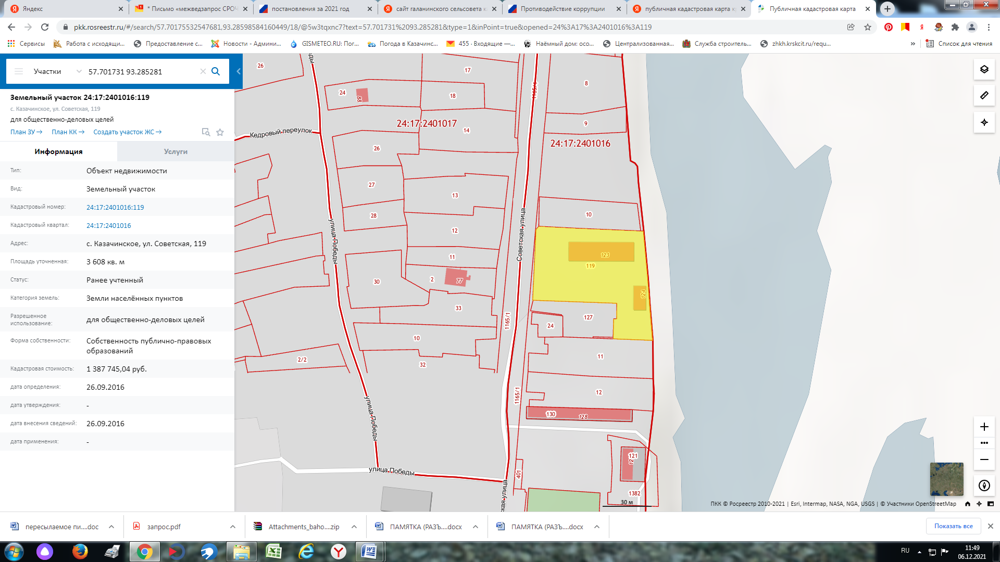 Яндекс
* Письмо «межведзапрос СРОЧ
постановления за 2021 год
сайт галанинского сельсовета ка
Противодействие коррупции
публичная кадастровая карта кр
Публичная кадастровая карта
pkk.rosreestr.ru/#/search/57.70175532547681,93.28598584160449/18/@5w3tqxnc7?text=57.701731%2093.285281&type=1&inPoint=true&opened=24%3A17%3A2401016%3A119
Сервисы
Работа с исходящи...
Предоставление с...
Новости - Админи...
GISMETEO.RU: Пог...
Погода в Казачинс...
455 · Входящие —...
Наёмный дом: осо...
Централизованная...
Служба строитель...
zhkh.krskcit.ru/requ...
»
Список для чтения
Участки
57.701731 93.285281
Земельный участок 24:17:2401016:119
с. Казачинское, ул. Советская, 119
для общественно-деловых целей
План ЗУ→
План КК→
Создать участок ЖС→
Информация
Услуги
Тип: Объект недвижимости
Вид: Земельный участок
Кадастровый номер: 24:17:2401016:119
Кадастровый квартал: 24:17:2401016
Адрес: с. Казачинское, ул. Советская, 119
Площадь уточненная: 3 608 кв. м
Статус: Ранее учтенный
Категория земель: Земли населённых пунктов
Разрешенное использование: для общественно-деловых целей
Форма собственности: Собственность публично-правовых образований
Кадастровая стоимость: 1 387 745,04 руб.
дата определения: 26.09.2016
дата утверждения: -
дата внесения сведений: 26.09.2016
дата применения: -
26
17
8
24
88
18
1165/1
24:17:2401017
14
9
Кедровый переулок
24:17:2401016
26
27
13
28
10
12
улица Победы
Советская улица
11
123
119
30
2
77
124
33
127
1165/1
24
10
11
2/2
32
12
1165/1
130
128
улица Победы
121
улица Победы
401
1382
30 м
ПКК © Росреестр 2010-2021 | Esri, Intermap, NASA, NGA, USGS | © Участники OpenStreetMap
пересылаемое пи....doc
запрос.pdf
Attachments_baho....zip
ПАМЯТКА (РАЗЪ....docx
ПАМЯТКА (РАЗЪ....docx
Показать все
RU
11:49
06.12.2021